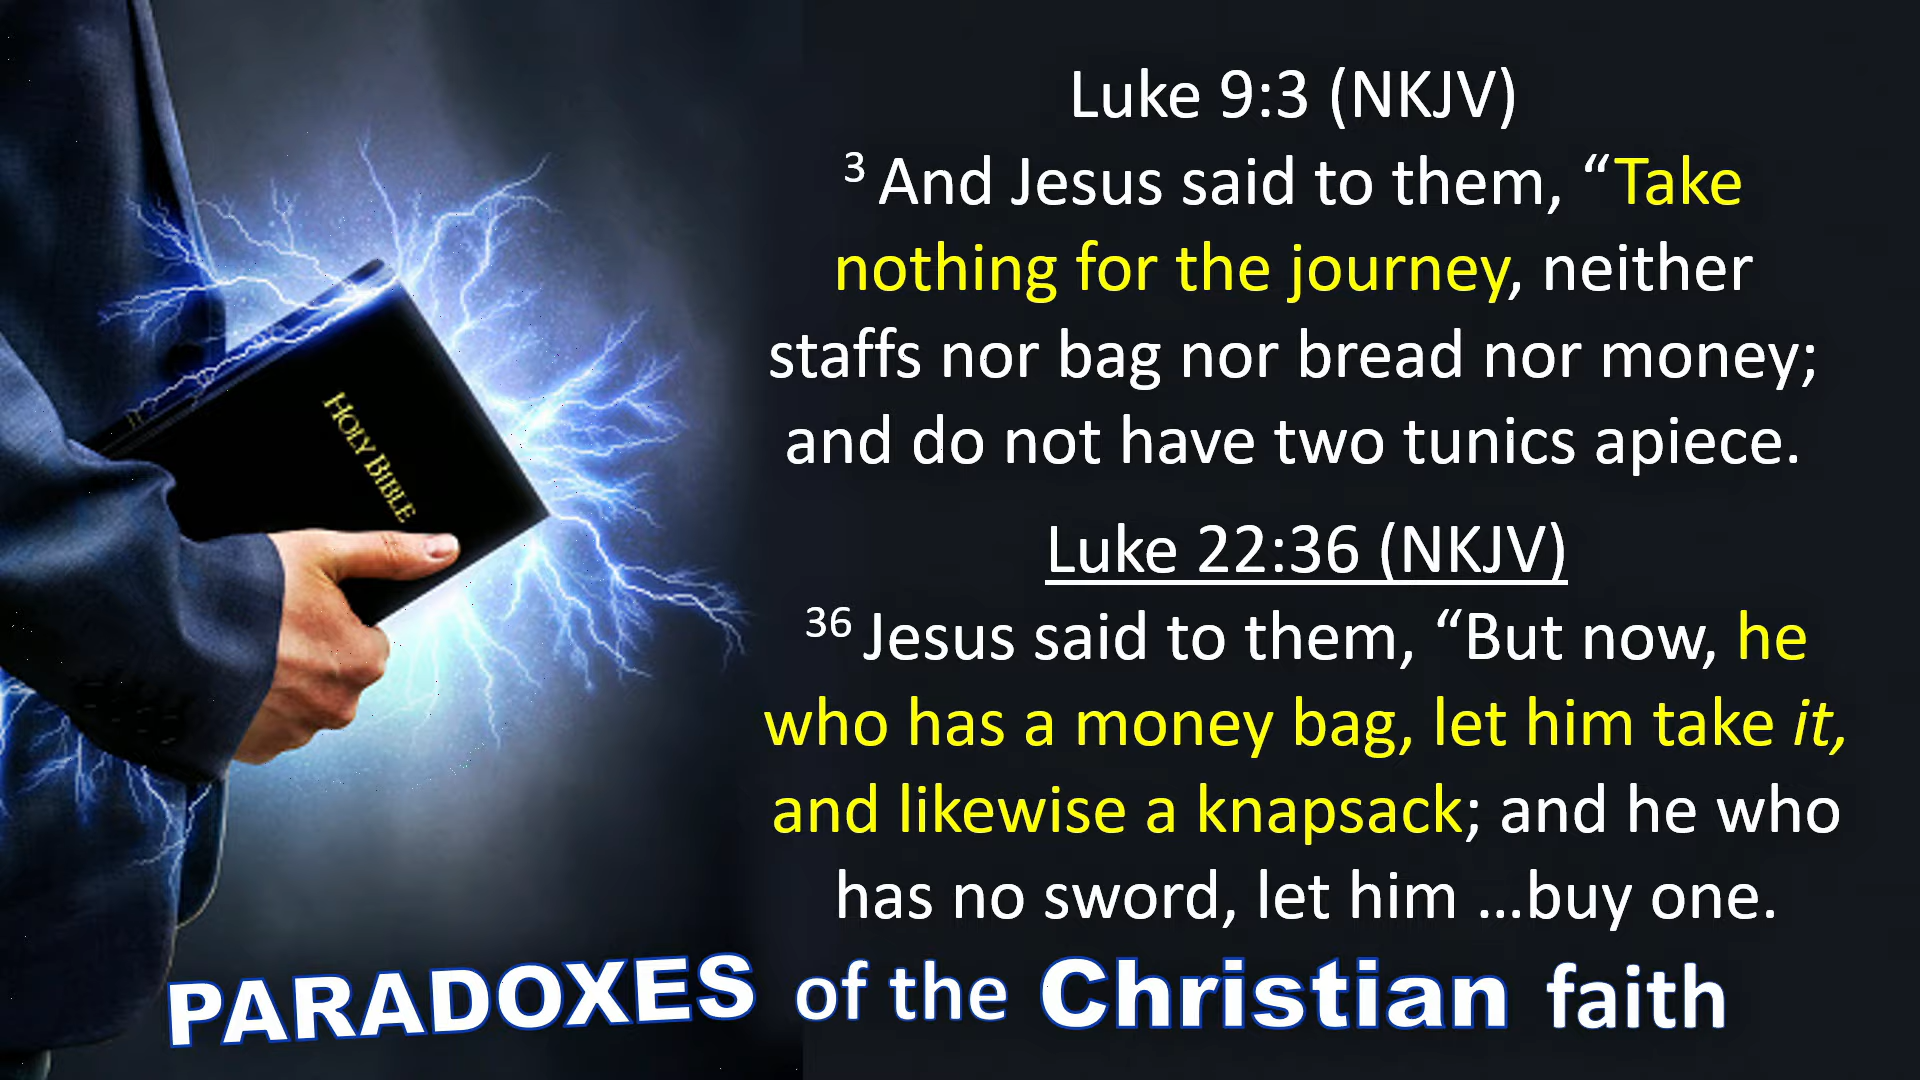 HOLY BIBLE
Luke 9:3 (NKJV)
3 And Jesus said to them, “Take
nothing for the journey, neither
staffs nor bag nor bread nor money;
and do not have two tunics apiece.
Luke 22:36 (NKJV)
36 Jesus said to them, “But now, he
who has a money bag, let him take it,
and likewise a knapsack; and he who
has no sword, let him ...buy one.
PARADOXES of the Christian faith